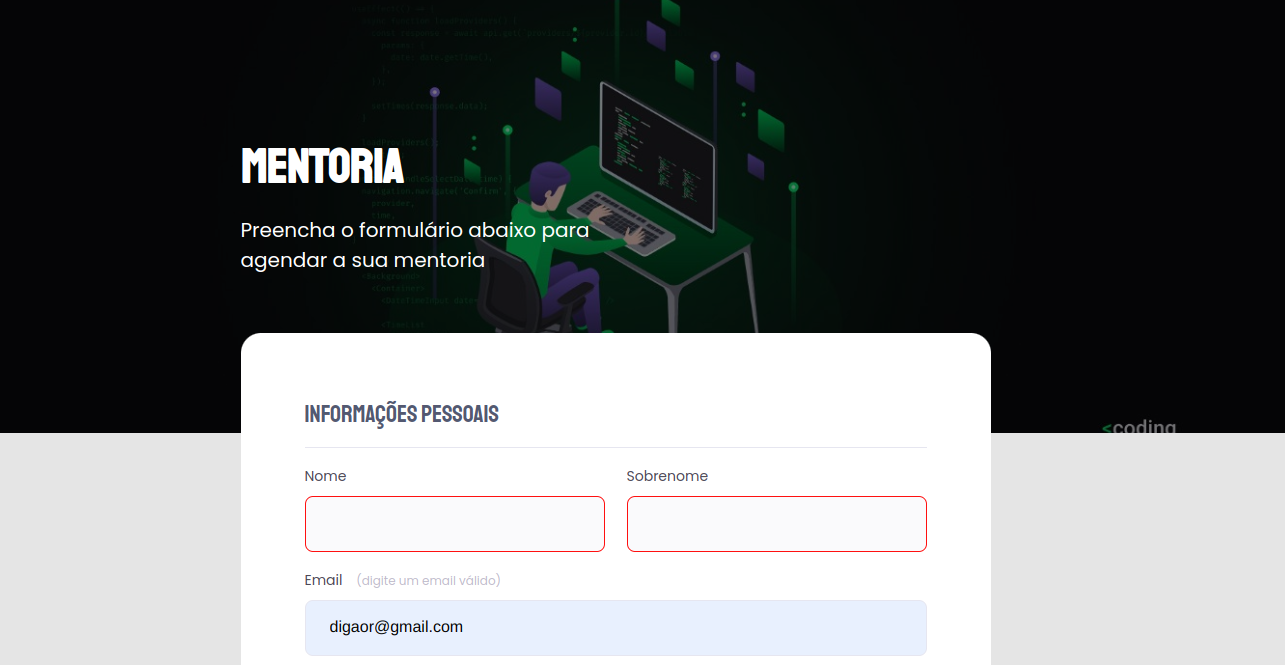 MENTORIA
Preencha o formulário abaixo para
agendar a sua mentoria
<coding
INFORMAÇÕES PESSOAIS
Nome
Sobrenome
Email (digite um email válido)
digaor@gmail.com